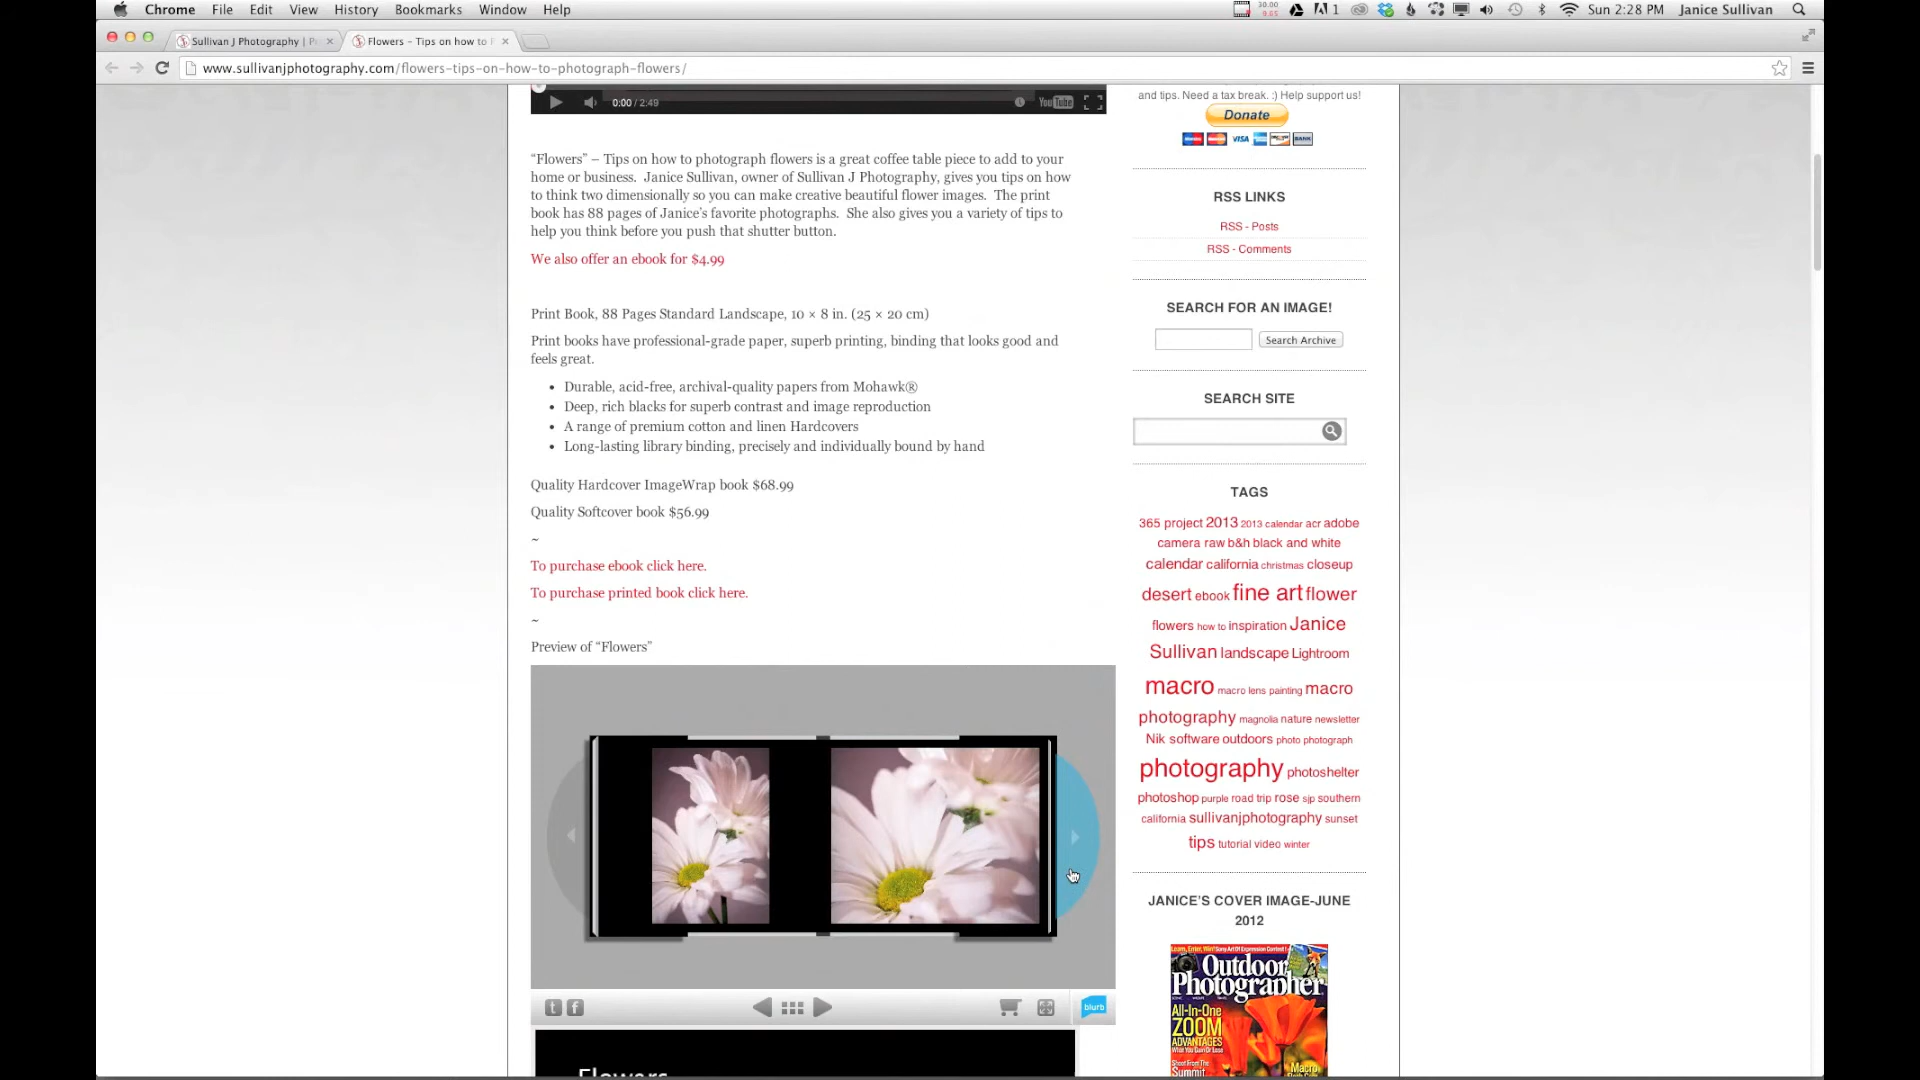 Chrome File Edit View History Bookmarks Window Help
30.00
9.65
1
Sun 2:28 PM Janice Sullivan
Sullivan J Photography |
Flowers – Tips on how to
www.sullivanjphotography.com/flowers-tips-on-how-to-photograph-flowers/
0:00 / 2:49
YouTube
“Flowers” – Tips on how to photograph flowers is a great coffee table piece to add to your
home or business. Janice Sullivan, owner of Sullivan J Photography, gives you tips on how
to think two dimensionally so you can make creative beautiful flower images. The print
book has 88 pages of Janice’s favorite photographs. She also gives you a variety of tips to
help you think before you push that shutter button.
We also offer an ebook for $4.99
Print Book, 88 Pages Standard Landscape, 10 × 8 in. (25 × 20 cm)
Print books have professional-grade paper, superb printing, binding that looks good and
feels great.
• Durable, acid-free, archival-quality papers from Mohawk®
• Deep, rich blacks for superb contrast and image reproduction
• A range of premium cotton and linen Hardcovers
• Long-lasting library binding, precisely and individually bound by hand
Quality Hardcover ImageWrap book $68.99
Quality Softcover book $56.99
~
To purchase ebook click here.
To purchase printed book click here.
~
Preview of “Flowers”
t f
blurb
Flowers
and tips. Need a tax break. :) Help support us!
Donate
VISA
BANK
RSS LINKS
RSS - Posts
RSS - Comments
SEARCH FOR AN IMAGE!
Search Archive
SEARCH SITE
TAGS
365 project 2013 2013 calendar acr adobe
camera raw b&h black and white
calendar california christmas closeup
desert ebook fine art flower
flowers how to inspiration Janice
Sullivan landscape Lightroom
macro macro lens painting macro
photography magnolia nature newsletter
Nik software outdoors photo photograph
photography photoshelter
photoshop purple road trip rose sjp southern
california sullivanjphotography sunset
tips tutorial video winter
JANICE’S COVER IMAGE-JUNE
2012
Outdoor
Photographer
All-In-One
ZOOM
ADVANTAGES
Macro